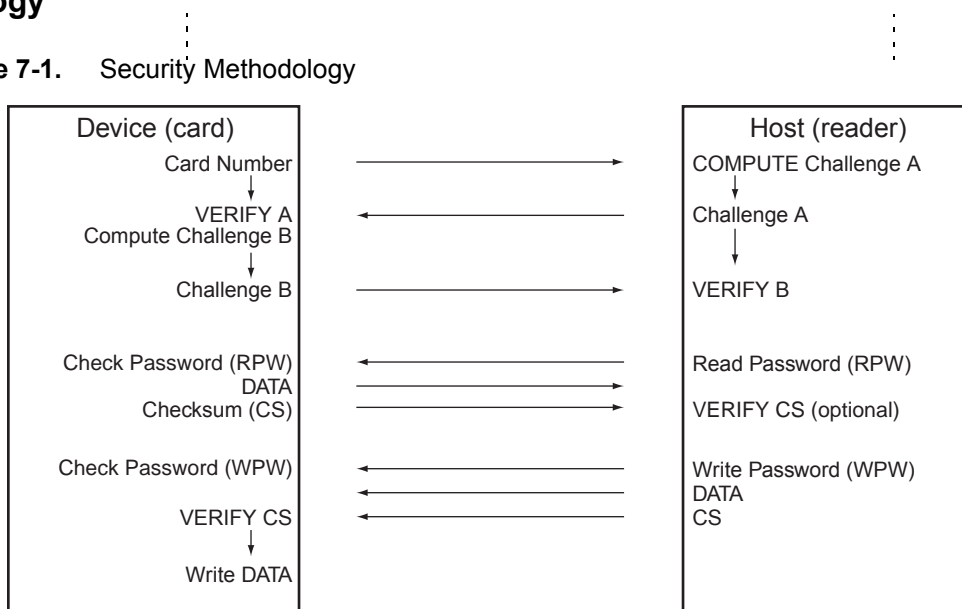 ogy
e 7-1. Security Methodology
Device (card)
Host (reader)
Card Number
COMPUTE Challenge A
VERIFY A
Challenge A
Compute Challenge B
Challenge B
VERIFY B
Check Password (RPW)
Read Password (RPW)
DATA
Checksum (CS)
VERIFY CS (optional)
Check Password (WPW)
Write Password (WPW)
DATA
VERIFY CS
CS
Write DATA